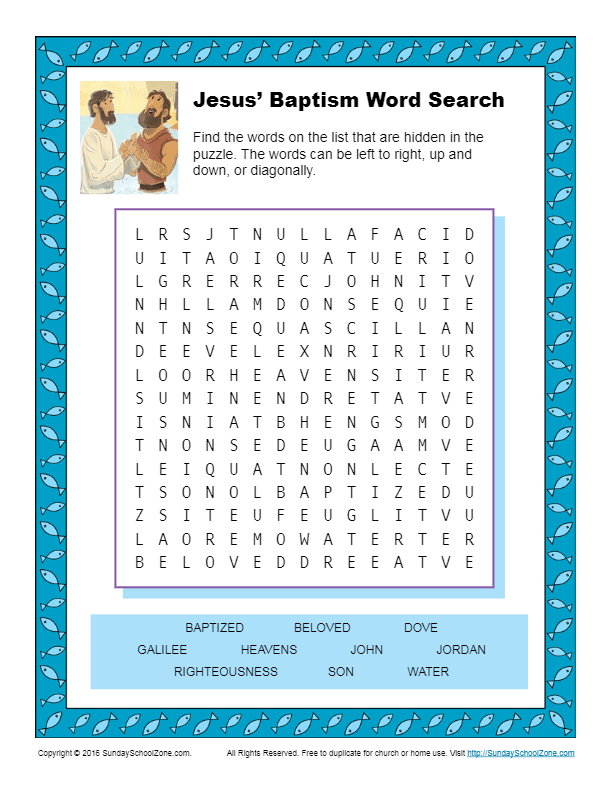 Jesus’ Baptism Word Search
Find the words on the list that are hidden in the
puzzle. The words can be left to right, up and
down, or diagonally.
L R S J T N U L L A F A C I D
U I T A O I Q U A T U E R I O
L G R E R R E C J O H N I T V
N H L L A M D O N S E Q U I E
N T N S E Q U A S C I L L A N
D E E V E L E X N R I R I U R
L O O R H E A V E N S I T E R
S U M I N E N D R E T A T V E
I S N I A T B H E N G S M O D
T N O N S E D E U G A A M V E
L E I Q U A T N O N L E C T E
T S O N O L B A P T I Z E D U
Z S I T E U F E U G L I T V U
L A O R E M O W A T E R T E R
B E L O V E D D R E E A T V E
BAPTIZED BELOVED DOVE
GALILEE HEAVENS JOHN JORDAN
RIGHTEOUSNESS SON WATER
Copyright © 2016 SundaySchoolZone.com. All Rights Reserved. Free to duplicate for church or home use. Visit http://SundaySchoolZone.com